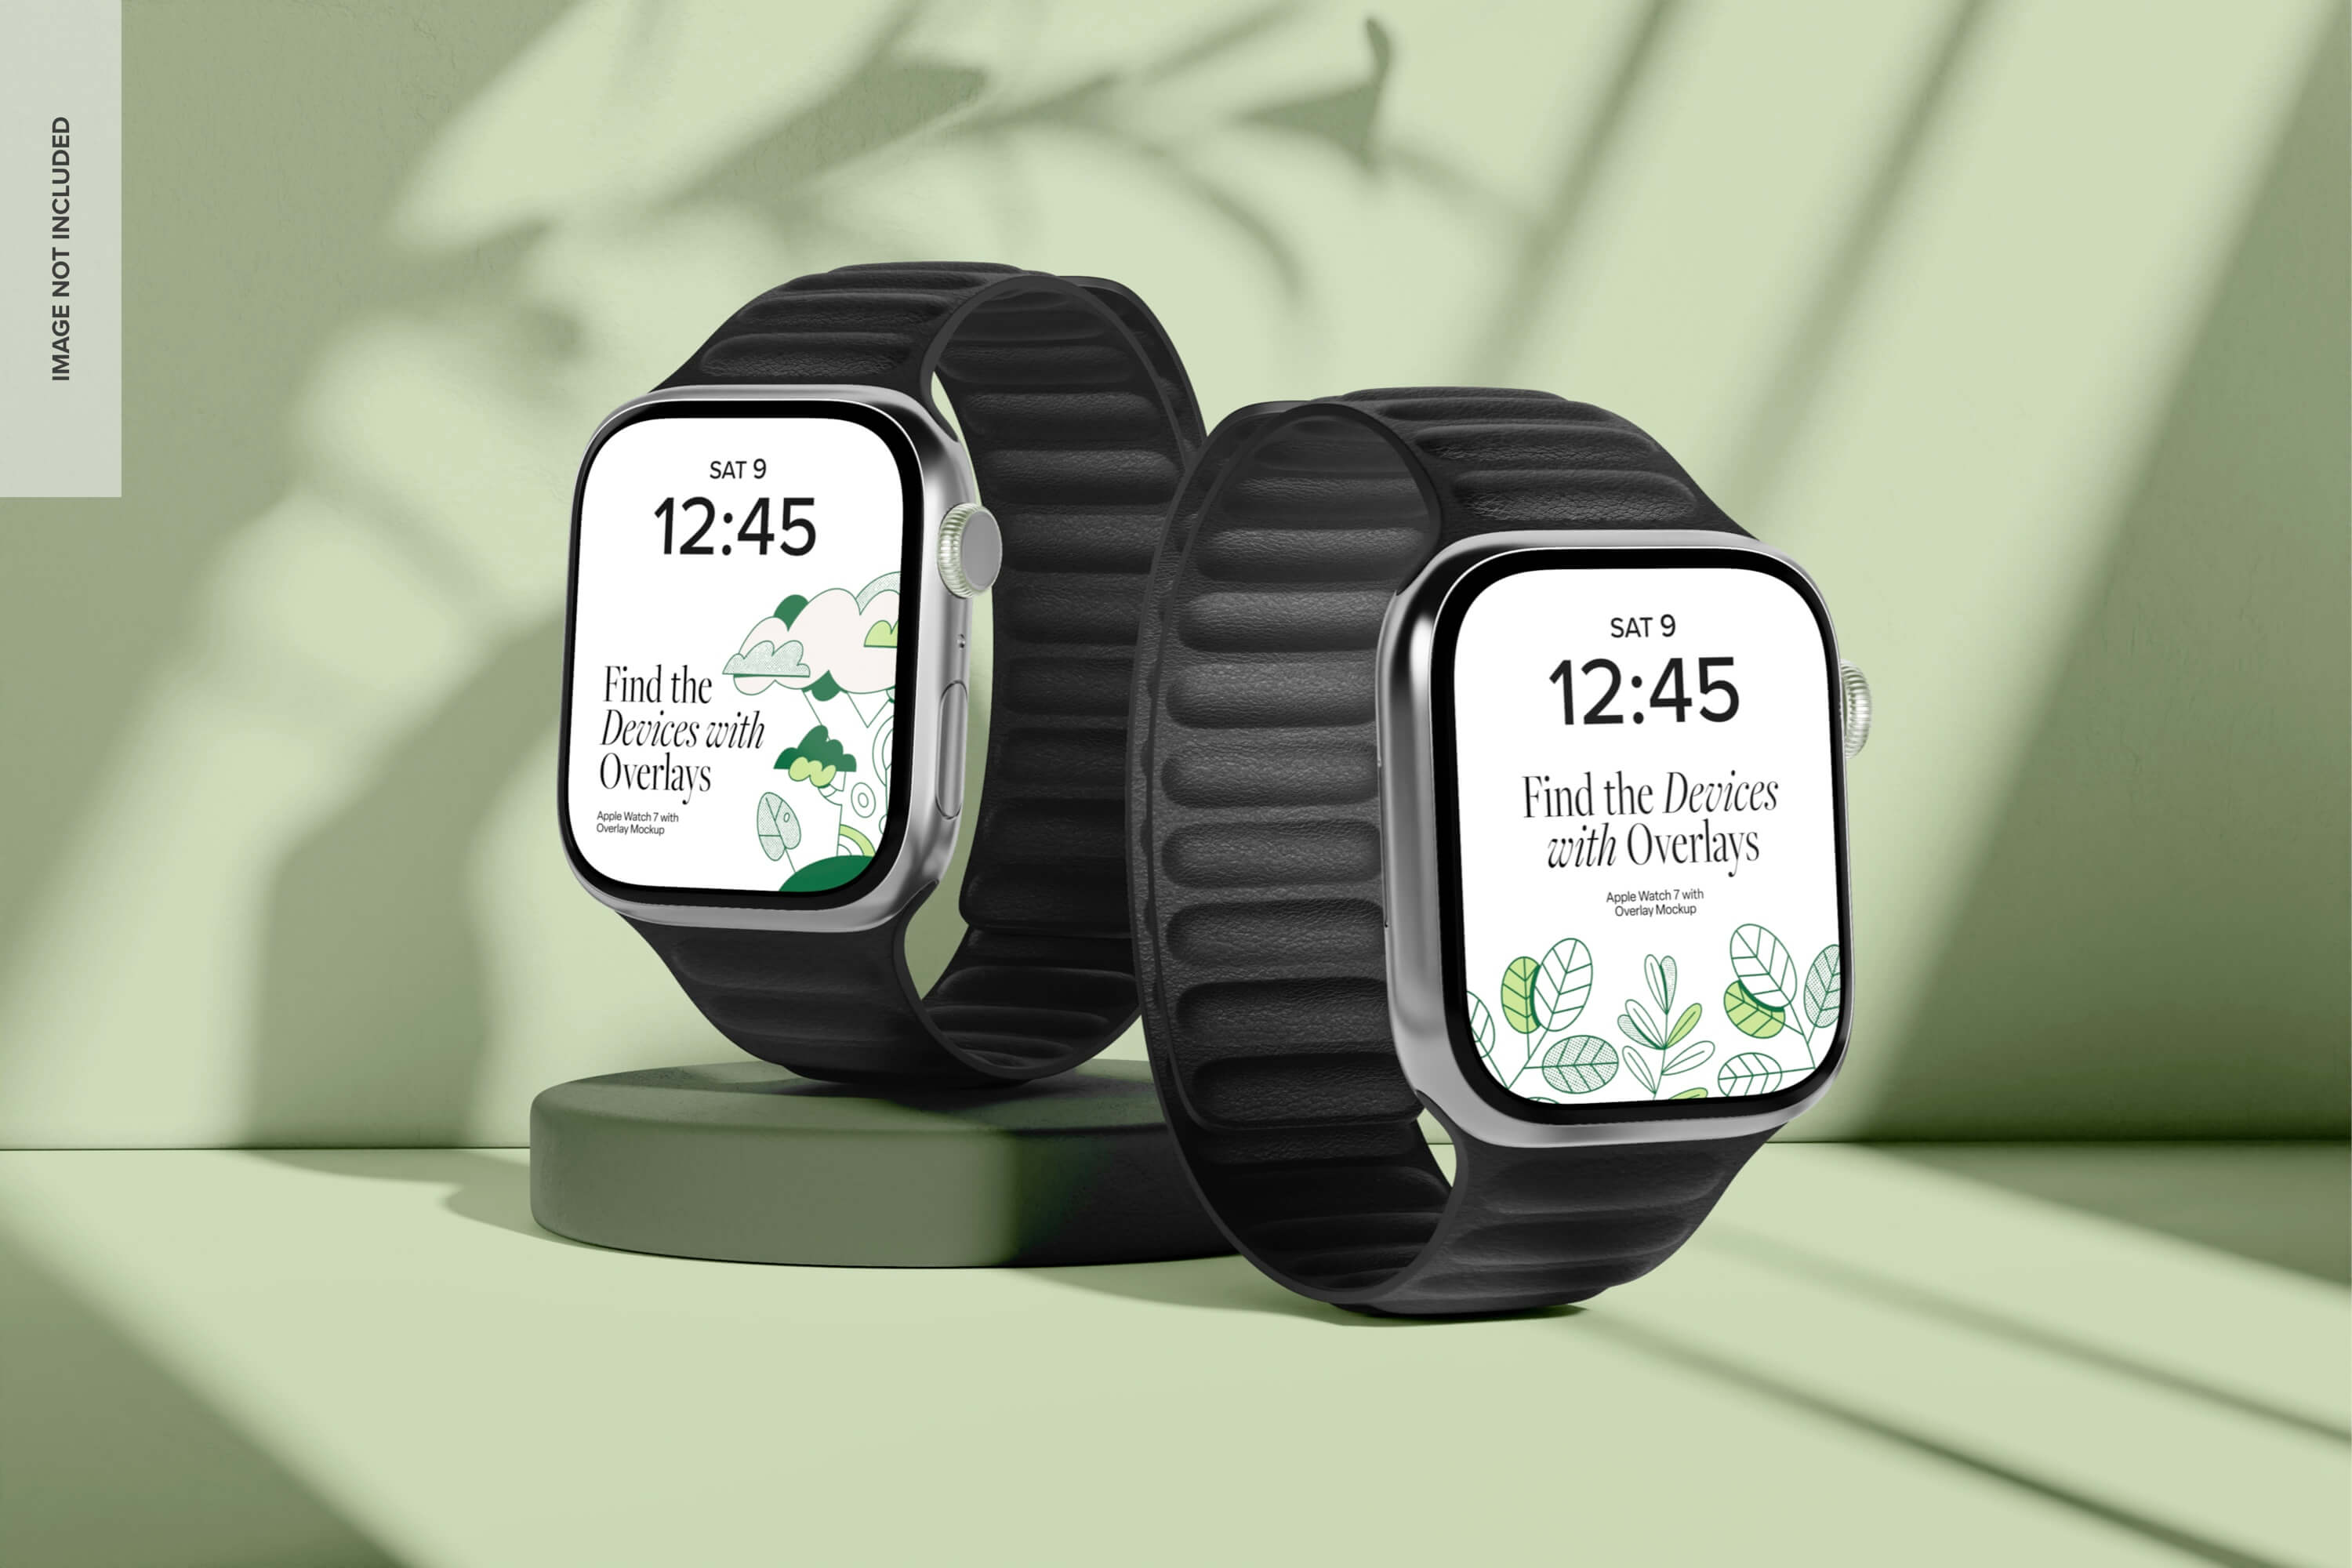 IMAGE NOT INCLUDED
SAT 9
12:45
Find the
Devices with
Overlays
Apple Watch 7 with
Overlay Mockup
SAT 9
12:45
Find the Devices
with Overlays
Apple Watch 7 with
Overlay Mockup